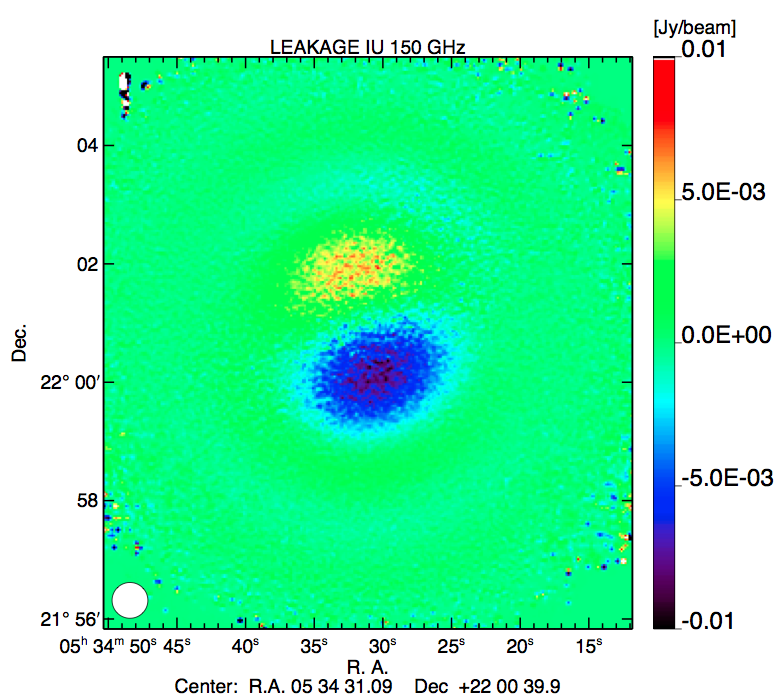 [Jy/beam]
LEAKAGE IU 150 GHz
0.01
04
5.0E-03
02
0.0E+00
Dec.
22° 00′
-5.0E-03
58
21° 56′
-0.01
05ʰ 34ᵐ 50ˢ 45ˢ 40ˢ 35ˢ 30ˢ 25ˢ 20ˢ 15ˢ
R. A.
Center: R.A. 05 34 31.09 Dec +22 00 39.9